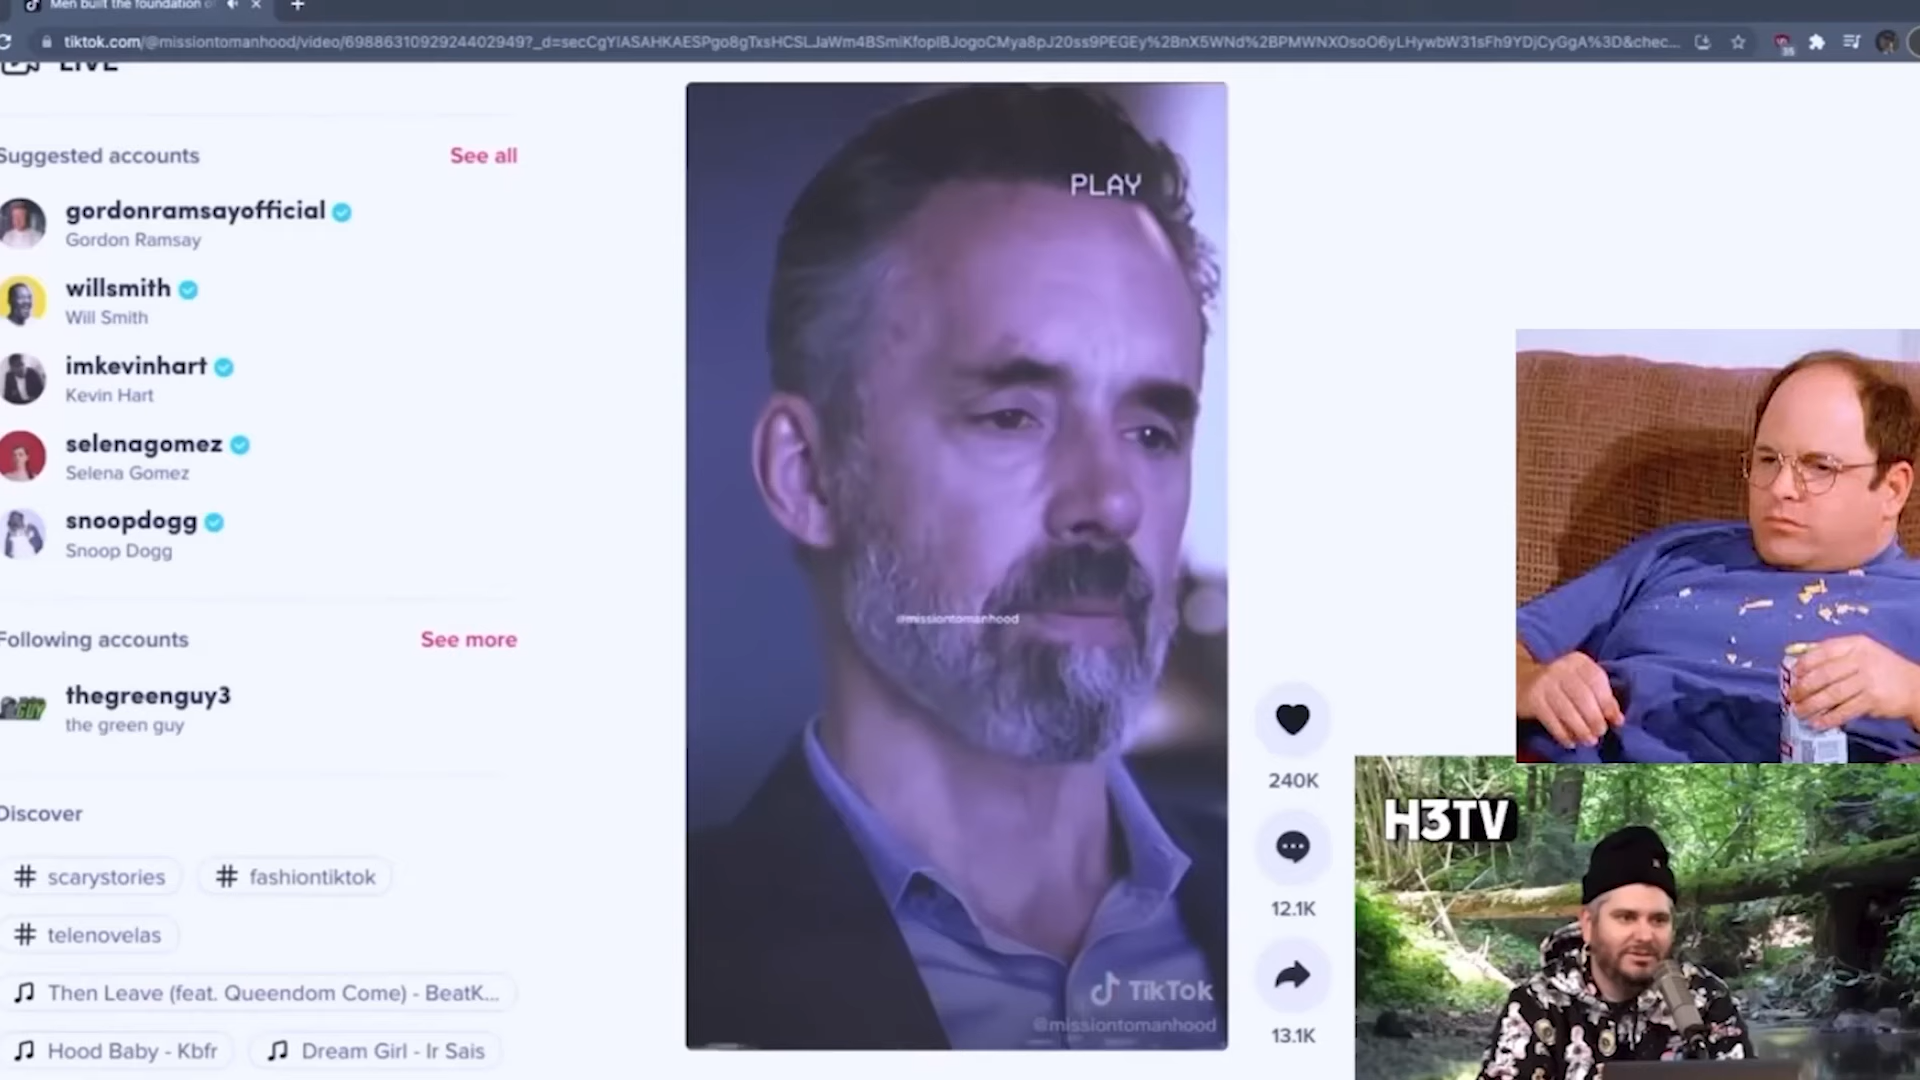 Men built the foundation o
tiktok.com/@missiontomanhood/video/6988631092924402949?_d=secCgYIASAHKAESPgo8gTxsHCSLJaWm4BSmiKfopIBJogoCMya8pJ20ss9PEGEy%2BnX5WNd%2BPMWNXOsoO6yLHywbW31sFh9YDjCyGgA%3D&chec...
35
LIVE
Suggested accounts
See all
gordonramsayofficial
Gordon Ramsay
willsmith
Will Smith
imkevinhart
Kevin Hart
selenagomez
Selena Gomez
snoopdogg
Snoop Dogg
Following accounts
See more
thegreenguy3
the green guy
Discover
# scarystories
# fashiontiktok
# telenovelas
Then Leave (feat. Queendom Come) - BeatK...
Hood Baby - Kbfr
Dream Girl - Ir Sais
PLAY
@missiontomanhood
TikTok
@missiontomanhood
240K
12.1K
13.1K
H3TV